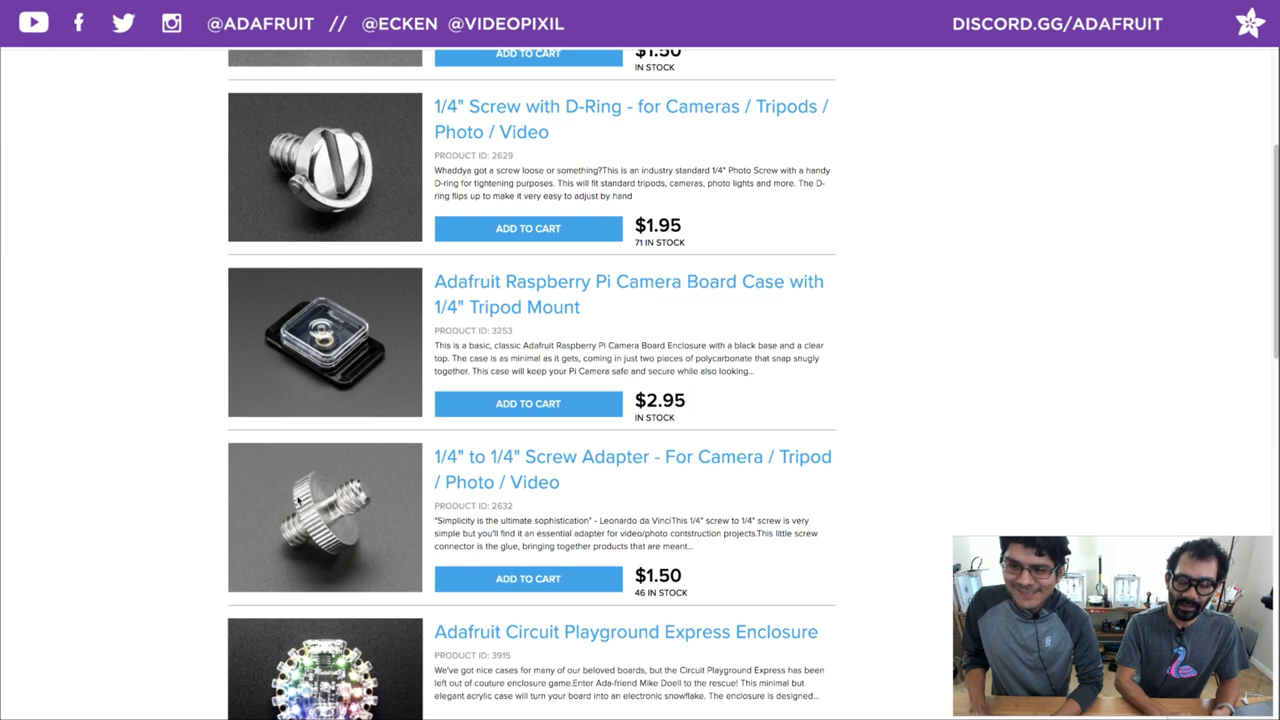 @ADAFRUIT // @ECKEN @VIDEOPIXIL
DISCORD.GG/ADAFRUIT
ADD TO CART
$1.50
IN STOCK
1/4" Screw with D-Ring - for Cameras / Tripods /
Photo / Video
PRODUCT ID: 2629
Whaddya got a screw loose or something?This is an industry standard 1/4" Photo Screw with a handy
D-ring for tightening purposes. This will fit standard tripods, cameras, photo lights and more. The D-
ring flips up to make it very easy to adjust by hand
ADD TO CART
$1.95
71 IN STOCK
Adafruit Raspberry Pi Camera Board Case with
1/4" Tripod Mount
PRODUCT ID: 3253
This is a basic, classic Adafruit Raspberry Pi Camera Board Enclosure with a black base and a clear
top. The case is as minimal as it gets, coming in just two pieces of polycarbonate that snap snugly
together. This case will keep your Pi Camera safe and secure while also looking...
ADD TO CART
$2.95
IN STOCK
1/4" to 1/4" Screw Adapter - For Camera / Tripod
/ Photo / Video
PRODUCT ID: 2632
"Simplicity is the ultimate sophistication" - Leonardo da VinciThis 1/4" screw to 1/4" screw is very
simple but you'll find it an essential adapter for video/photo contstruction projects.This little screw
connector is the glue, bringing together products that are meant...
ADD TO CART
$1.50
46 IN STOCK
Adafruit Circuit Playground Express Enclosure
PRODUCT ID: 3915
We've got nice cases for many of our beloved boards, but the Circuit Playground Express has been
left out of couture enclosure game.Enter Ada-friend Mike Doell to the rescue! This minimal but
elegant acrylic case will turn your board into an electronic snowflake. The enclosure is designed...